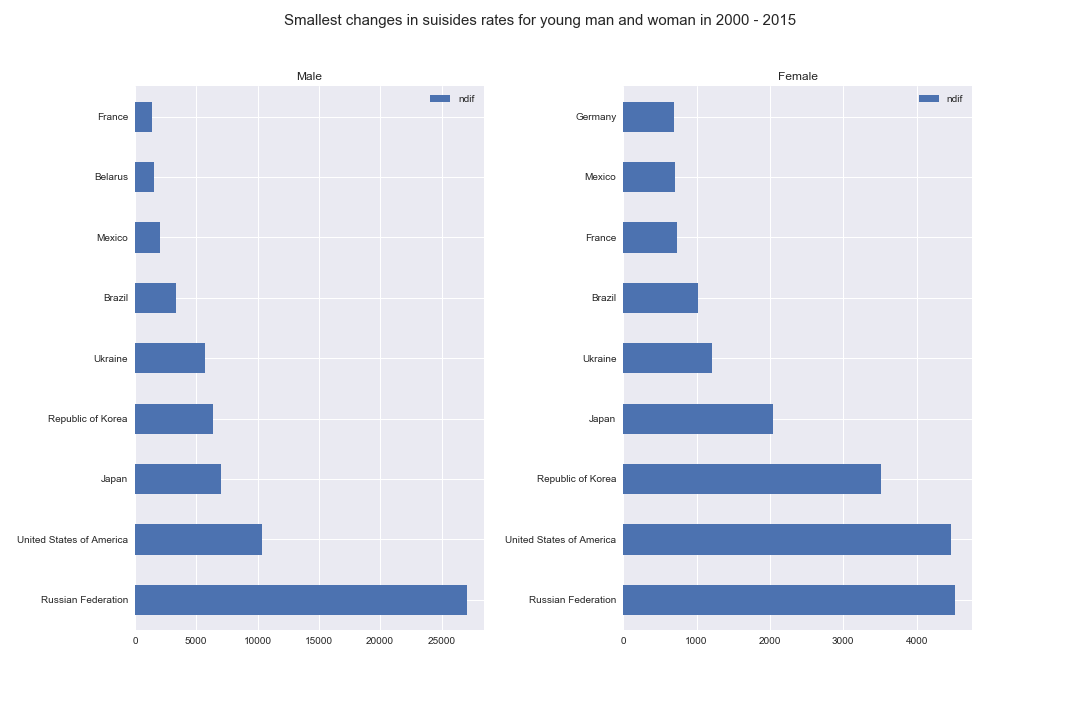 Smallest changes in suisides rates for young man and woman in 2000 - 2015
Male
ndif
France
Belarus
Mexico
Brazil
Ukraine
Republic of Korea
Japan
United States of America
Russian Federation
0 5000 10000 15000 20000 25000
Female
ndif
Germany
Mexico
France
Brazil
Ukraine
Japan
Republic of Korea
United States of America
Russian Federation
0 1000 2000 3000 4000